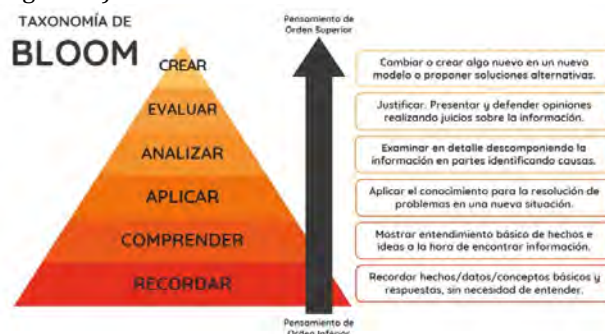 TAXONOMÍA DE
BLOOM
Pensamiento de
Orden Superior
CREAR
EVALUAR
ANALIZAR
APLICAR
COMPRENDER
RECORDAR
Cambiar o crear algo nuevo en un nuevo
modelo o proponer soluciones alternativas.
Justificar. Presentar y defender opiniones
realizando juicios sobre la información.
Examinar en detalle descomponiendo la
información en partes identificando causas.
Aplicar el conocimiento para la resolución de
problemas en una nueva situación.
Mostrar entendimiento básico de hechos e
ideas a la hora de encontrar información.
Recordar hechos/datos/conceptos básicos y
respuestas, sin necesidad de entender.
Pensamiento de
Orden Inferior